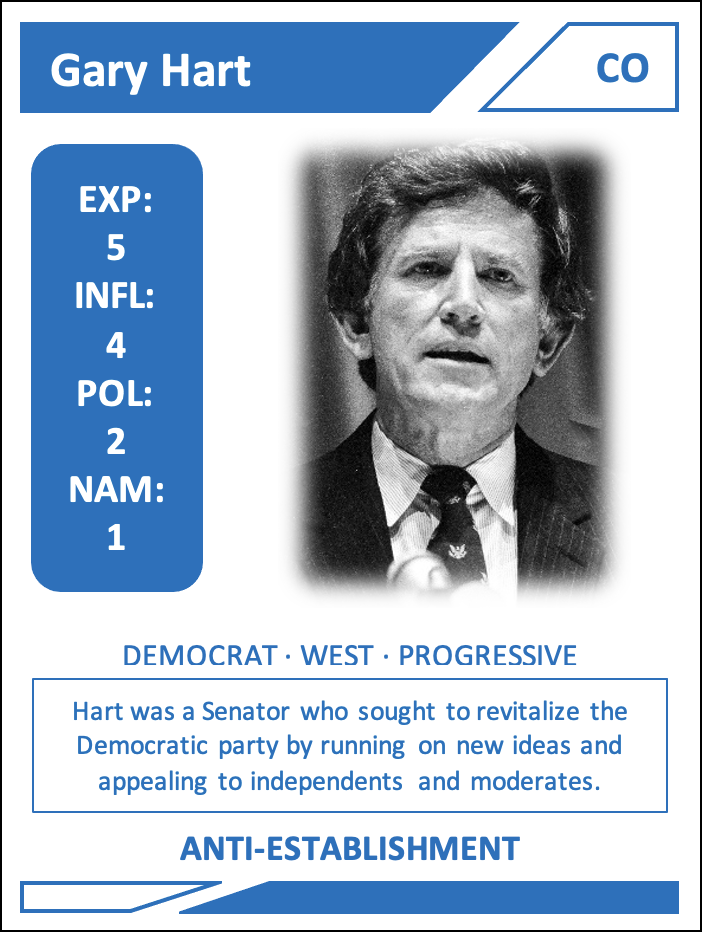 Gary Hart
CO
EXP:
5
INFL:
4
POL:
2
NAM:
1
DEMOCRAT · WEST · PROGRESSIVE
Hart was a Senator who sought to revitalize the
Democratic party by running on new ideas and
appealing to independents and moderates.
ANTI-ESTABLISHMENT